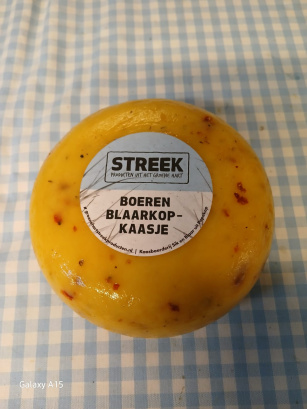 STREEK
PRODUCTEN UIT HET GROENE HART
BOEREN
BLAARKOP-
KAASJE
Galaxy A15